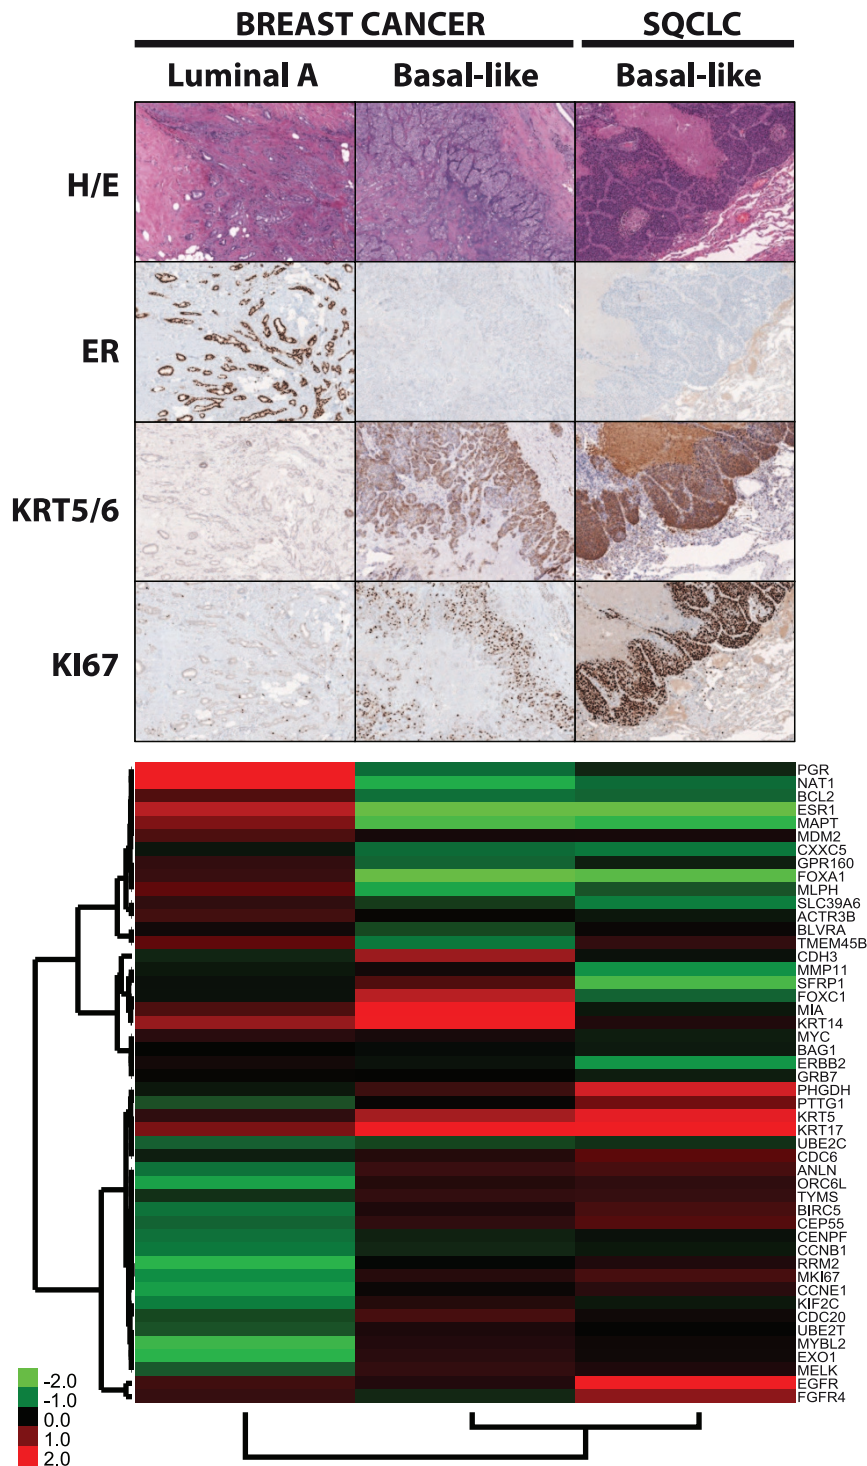 BREAST CANCER SQCLC
Luminal A Basal-like Basal-like
H/E
ER
KRT5/6
KI67
PGR
NAT1
BCL2
ESR1
MAPT
MDM2
CXXC5
GPR160
FOXA1
MLPH
SLC39A6
ACTR3B
BLVRA
TMEM45B
CDH3
MMP11
SFRP1
FOXC1
MIA
KRT14
MYC
BAG1
ERBB2
GRB7
PHGDH
PTTG1
KRT5
KRT17
UBE2C
CDC6
ANLN
ORC6L
TYMS
BIRC5
CEP55
CENPF
CCNB1
RRM2
MKI67
CCNE1
KIF2C
CDC20
UBE2T
MYBL2
EXO1
MELK
EGFR
FGFR4
-2.0
-1.0
0.0
1.0
2.0